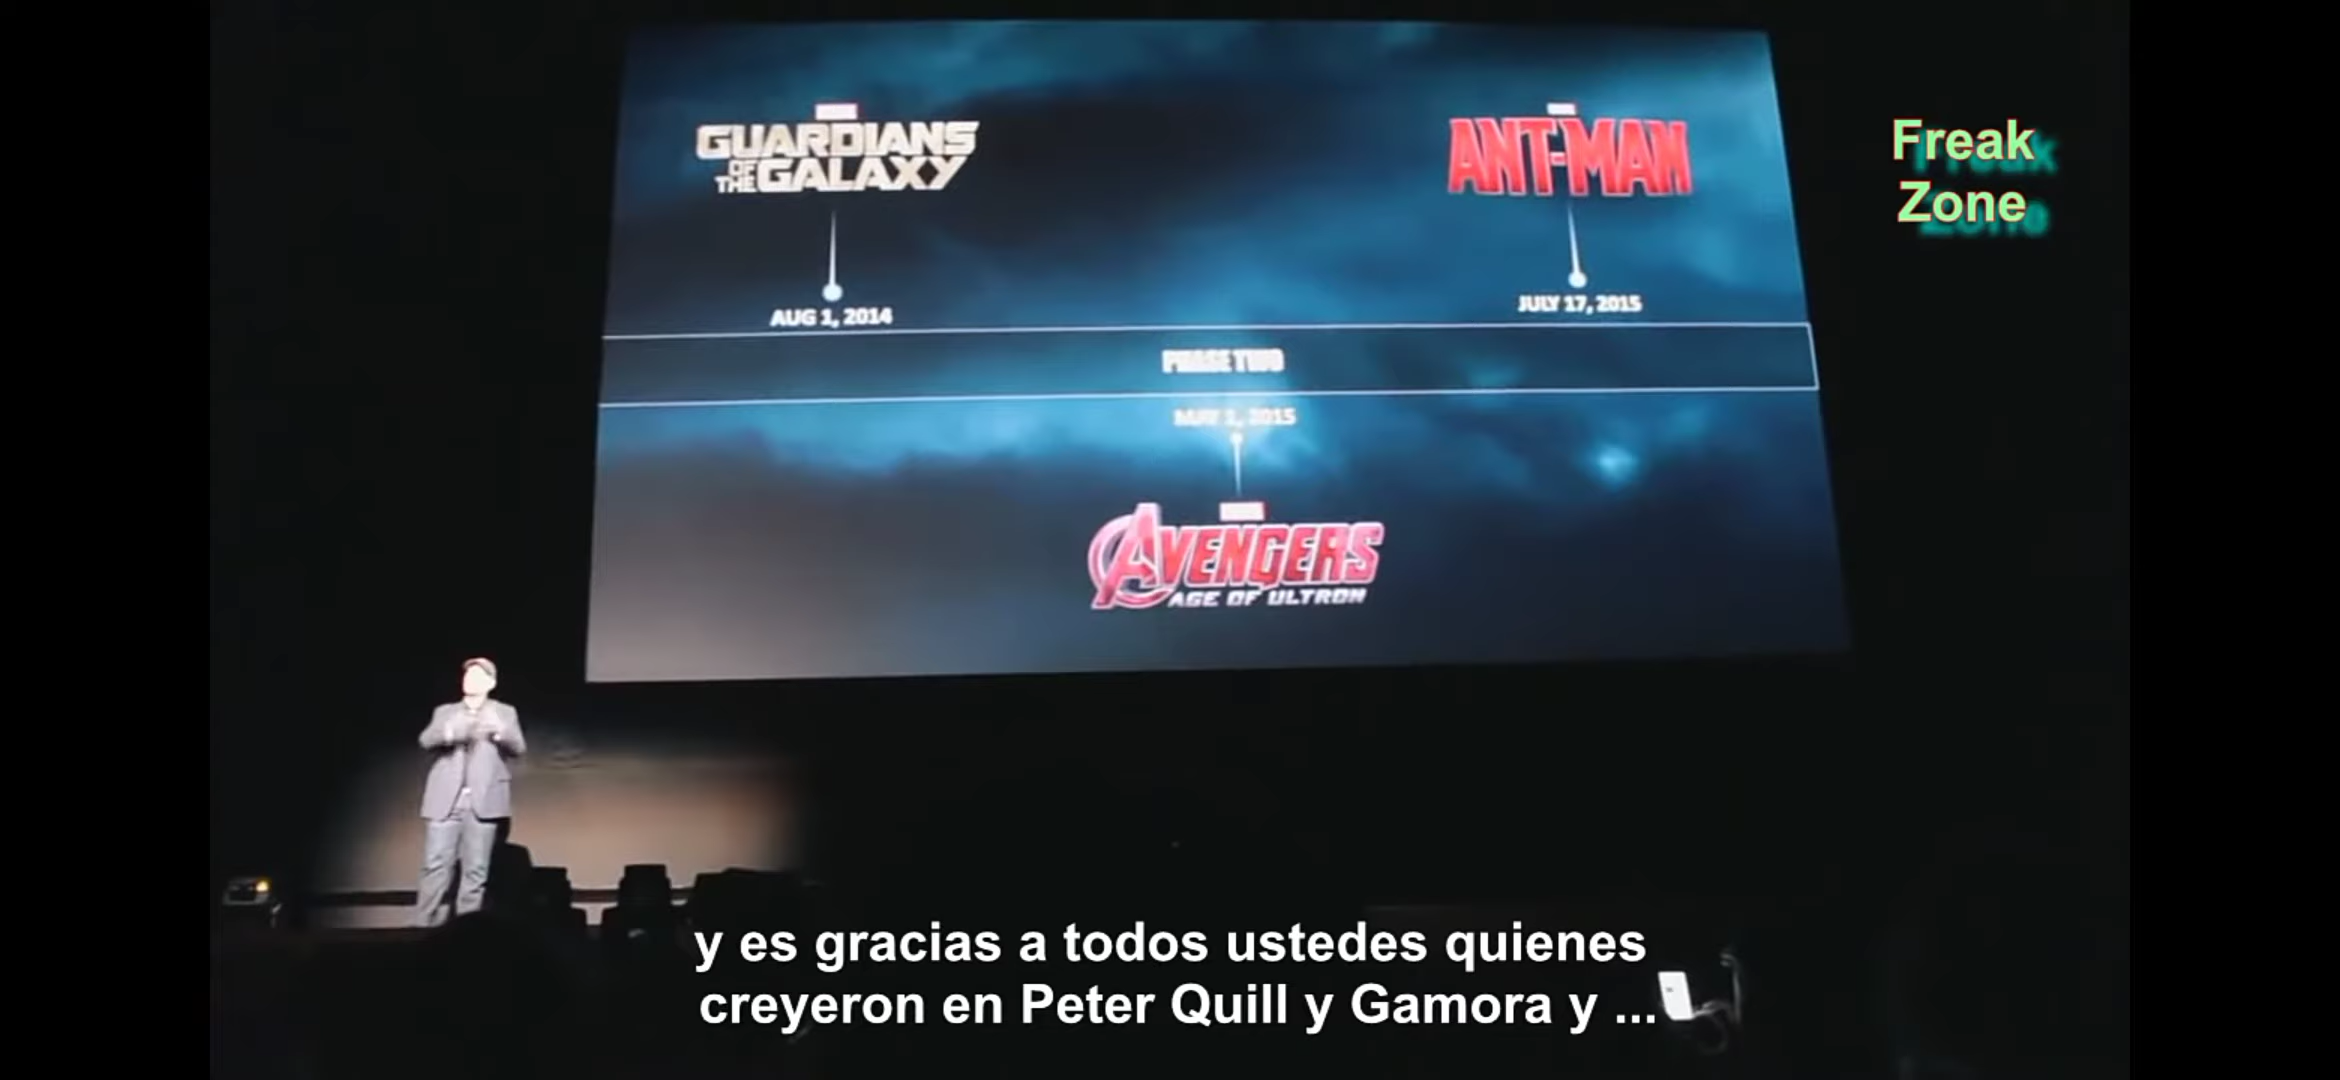 GUARDIANS
OF
THE GALAXY
AUG 1, 2014
ANT-MAN
JULY 17, 2015
Freak
Zone
PHASE TWO
MAY 1, 2015
AVENGERS
AGE OF ULTRON
y es gracias a todos ustedes quienes
creyeron en Peter Quill y Gamora y ...